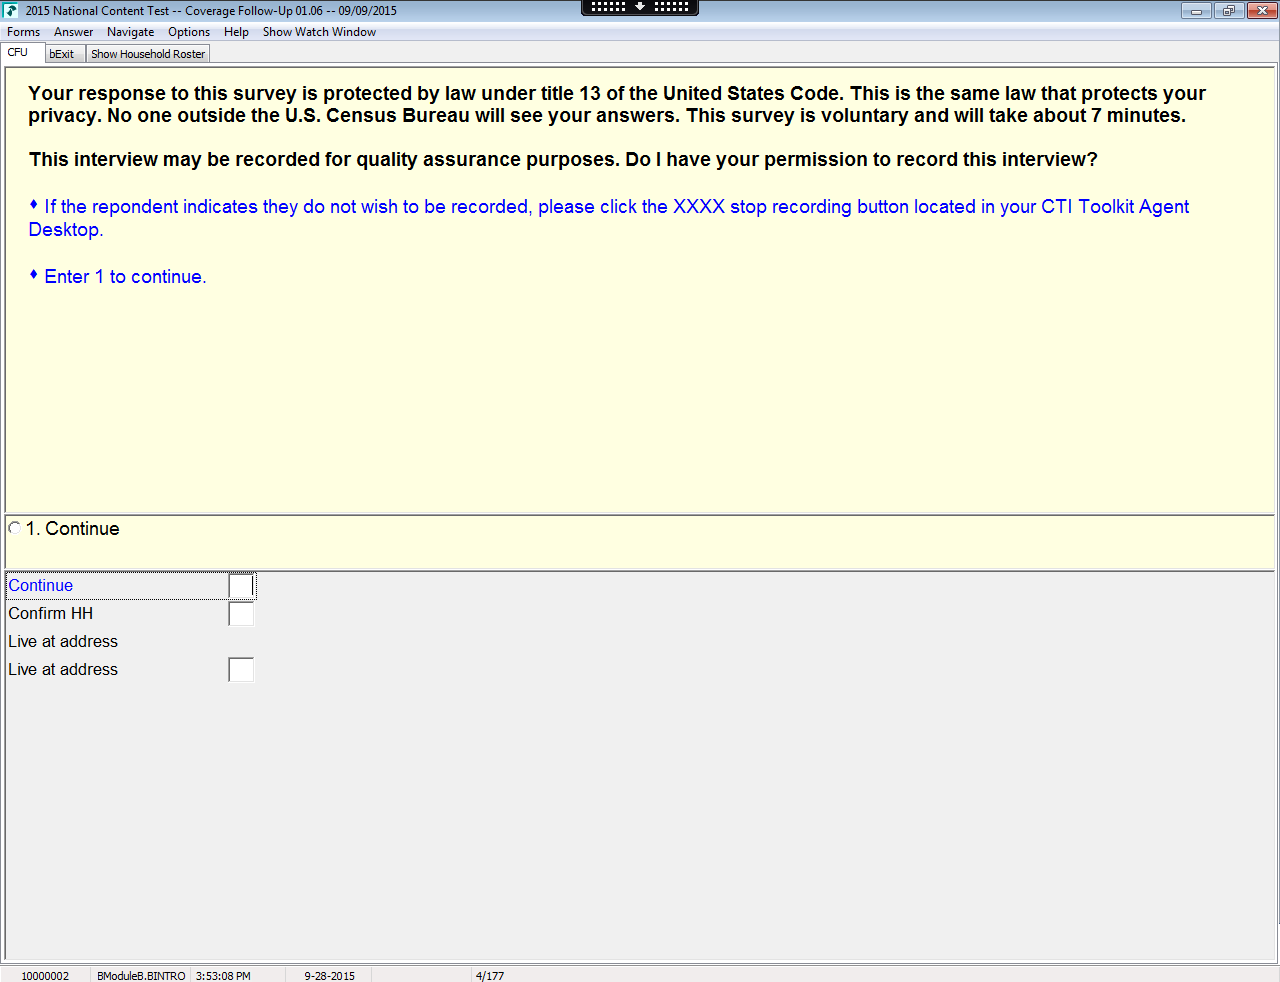 2015 National Content Test -- Coverage Follow-Up 01.06 -- 09/09/2015
Forms Answer Navigate Options Help Show Watch Window
CFU bExit Show Household Roster
Your response to this survey is protected by law under title 13 of the United States Code. This is the same law that protects your
privacy. No one outside the U.S. Census Bureau will see your answers. This survey is voluntary and will take about 7 minutes.
This interview may be recorded for quality assurance purposes. Do I have your permission to record this interview?
♦ If the repondent indicates they do not wish to be recorded, please click the XXXX stop recording button located in your CTI Toolkit Agent
Desktop.
♦ Enter 1 to continue.
1. Continue
Continue
Confirm HH
Live at address
Live at address
10000002 BModuleB.BINTRO 3:53:08 PM 9-28-2015 4/177